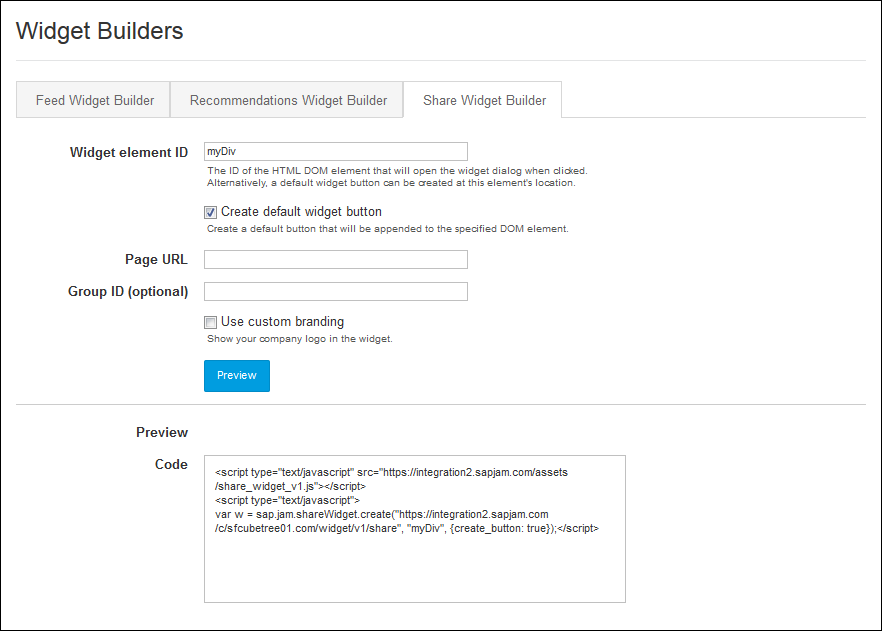 Widget Builders
Feed Widget Builder
Recommendations Widget Builder
Share Widget Builder
Widget element ID
myDiv
The ID of the HTML DOM element that will open the widget dialog when clicked.
Alternatively, a default widget button can be created at this element's location.
Create default widget button
Create a default button that will be appended to the specified DOM element.
Page URL
Group ID (optional)
Use custom branding
Show your company logo in the widget.
Preview
Preview
Code
<script type="text/javascript" src="https://integration2.sapjam.com/assets
/share_widget_v1.js"></script>
<script type="text/javascript">
var w = sap.jam.shareWidget.create("https://integration2.sapjam.com
/c/sfcubetree01.com/widget/v1/share", "myDiv", {create_button: true});</script>